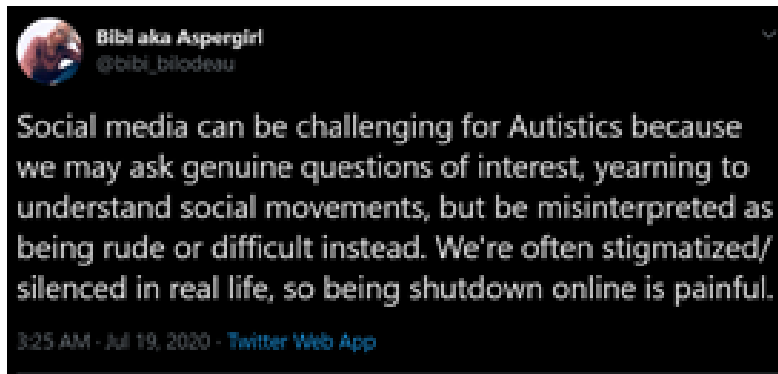 Bibi aka Aspergirl
@bibi_bilodeau
Social media can be challenging for Autistics because
we may ask genuine questions of interest, yearning to
understand social movements, but be misinterpreted as
being rude or difficult instead. We're often stigmatized/
silenced in real life, so being shutdown online is painful.
3:25 AM · Jul 19, 2020 · Twitter Web App